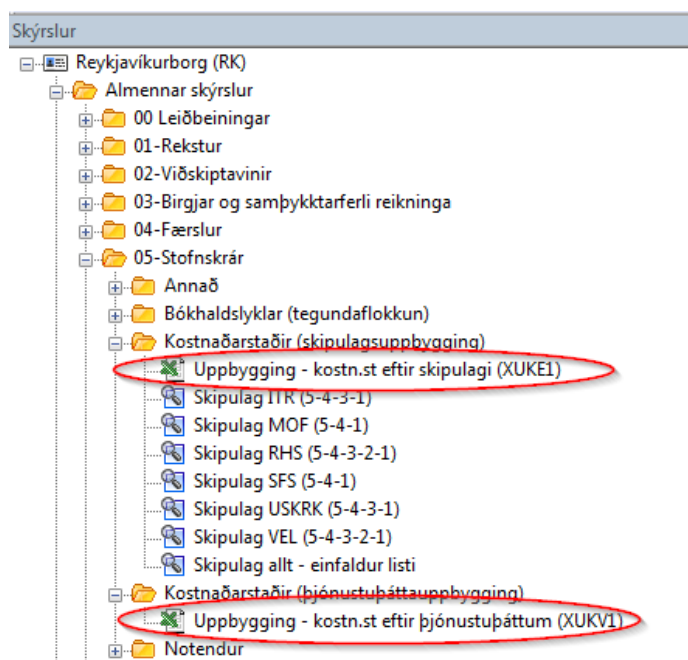 Skýrslur
Reykjavíkurborg (RK)
Almennar skýrslur
00 Leiðbeiningar
01-Rekstur
02-Viðskiptavinir
03-Birgjar og samþykktarferli reikninga
04-Færslur
05-Stofnskrár
Annað
Bókhaldslyklar (tegundaflokkun)
Kostnaðarstaðir (skipulagsuppbygging)
Uppbygging - kostn.st eftir skipulagi (XUKE1)
Skipulag ITR (5-4-3-1)
Skipulag MOF (5-4-1)
Skipulag RHS (5-4-3-2-1)
Skipulag SFS (5-4-1)
Skipulag USKRK (5-4-3-1)
Skipulag VEL (5-4-3-2-1)
Skipulag allt - einfaldur listi
Kostnaðarstaðir (þjónustuþáttauppbygging)
Uppbygging - kostn.st eftir þjónustuþáttum (XUKV1)
Notendur